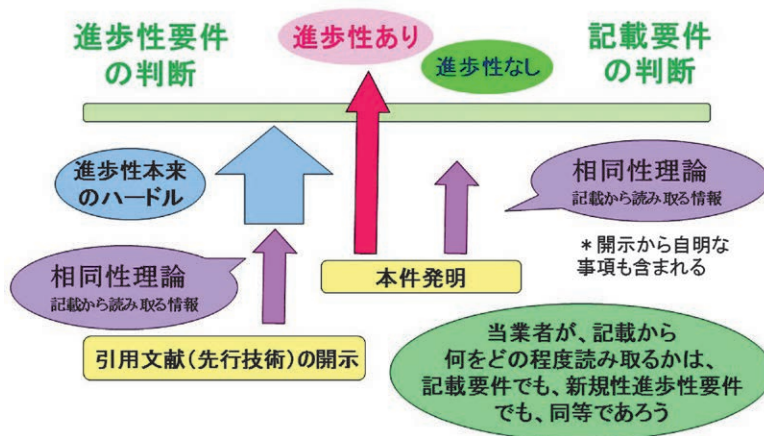 進歩性要件
の判断
進歩性あり
進歩性なし
記載要件
の判断
進歩性本来
のハードル
相同性理論
記載から読み取る情報
＊開示から自明な
事項も含まれる
相同性理論
記載から読み取る情報
本件発明
引用文献（先行技術）の開示
当業者が、記載から
何をどの程度読み取るかは、
記載要件でも、新規性進歩性要件
でも、同等であろう